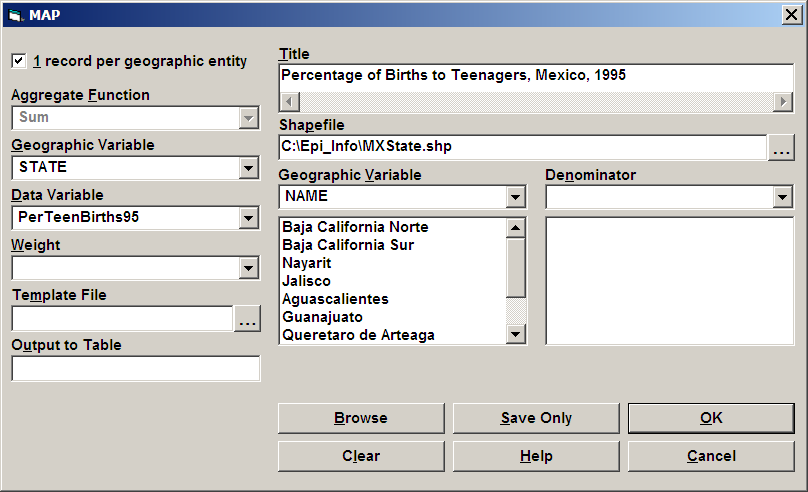 MAP
1 record per geographic entity
Aggregate Function
Sum
Geographic Variable
STATE
Data Variable
PerTeenBirths95
Weight
Template File
...
Output to Table
Title
Percentage of Births to Teenagers, Mexico, 1995
Shapefile
C:\Epi_Info\MXState.shp
...
Geographic Variable
NAME
Baja California Norte
Baja California Sur
Nayarit
Jalisco
Aguascalientes
Guanajuato
Queretaro de Arteaga
Denominator
Browse
Save Only
OK
Clear
Help
Cancel